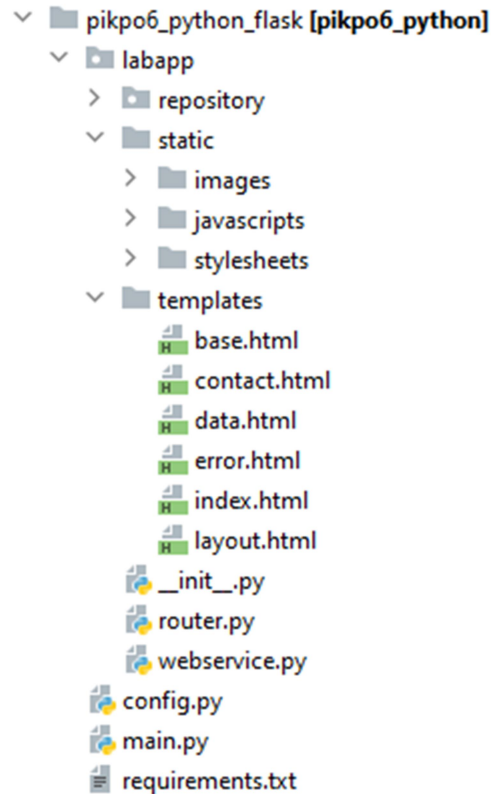 pikpo6_python_flask [pikpo6_python]
labapp
repository
static
images
javascripts
stylesheets
templates
base.html
contact.html
data.html
error.html
index.html
layout.html
__init__.py
router.py
webservice.py
config.py
main.py
requirements.txt